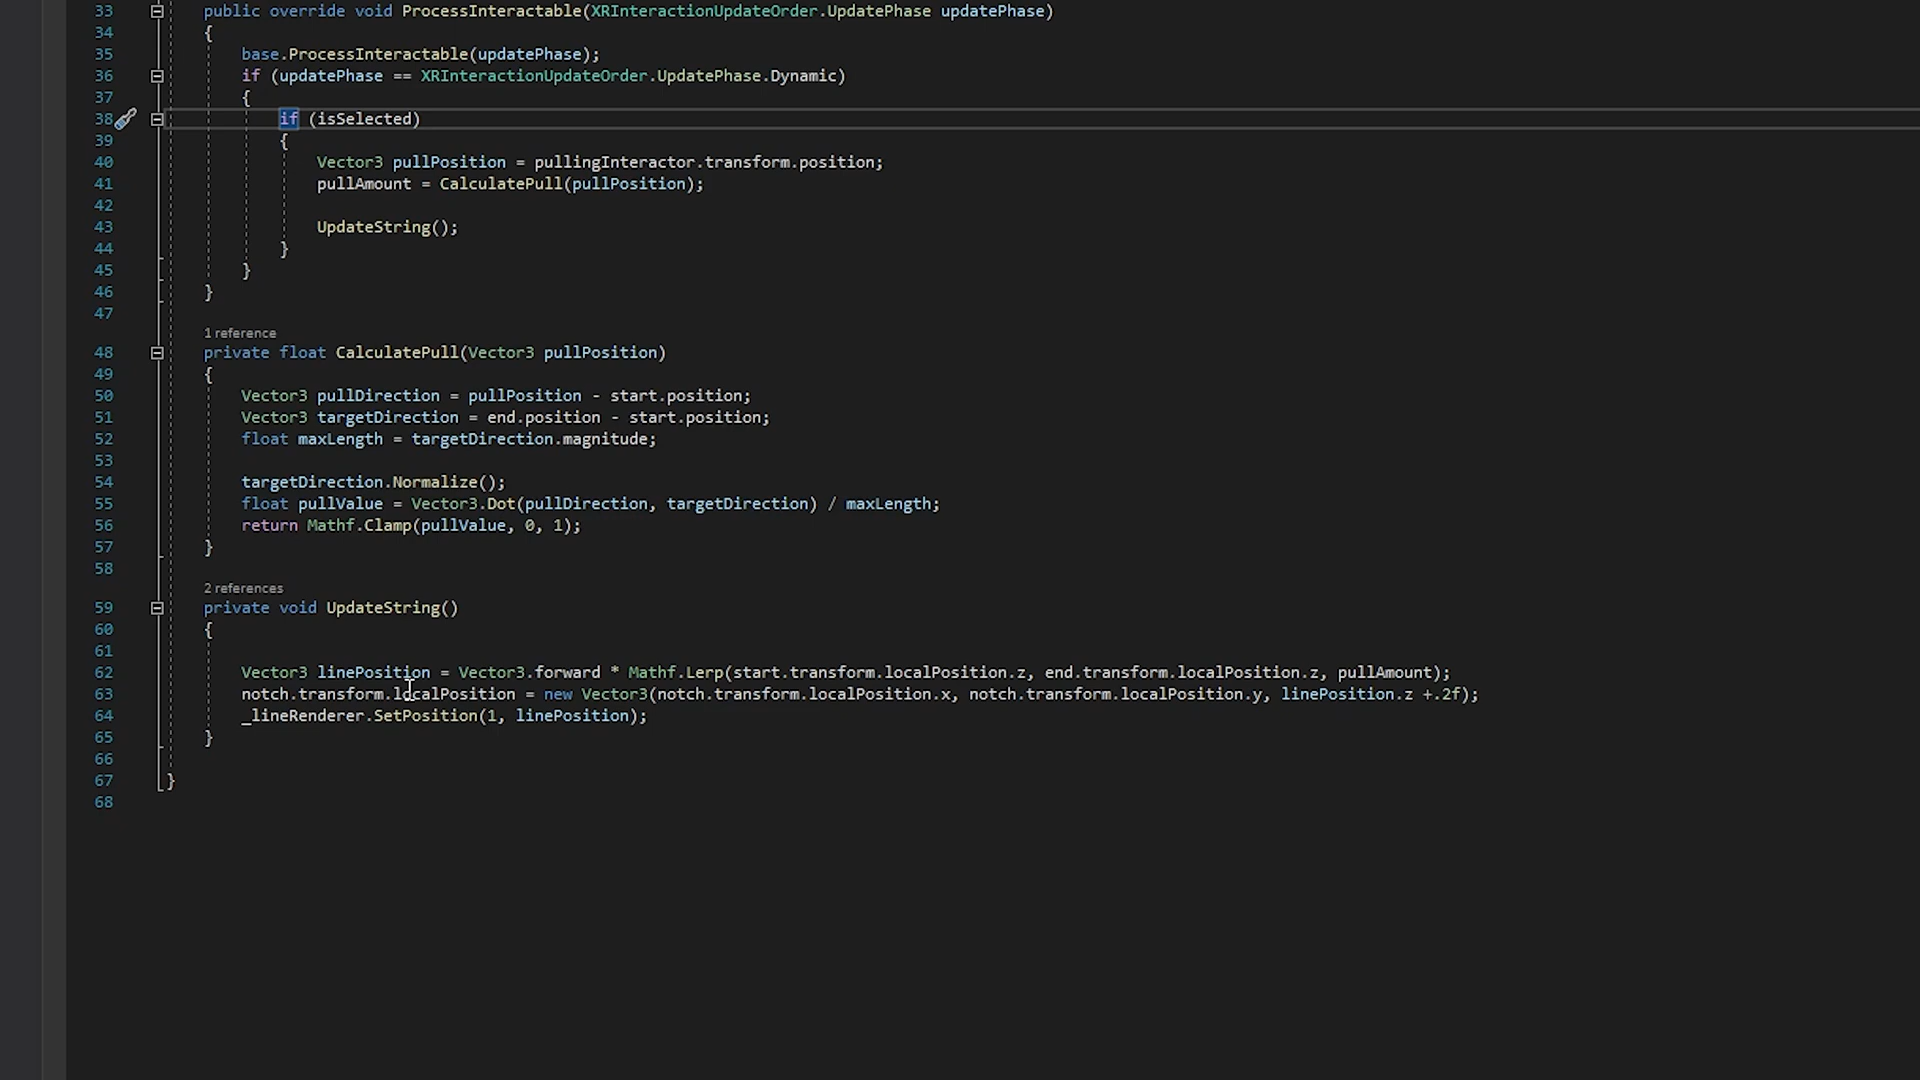 33 public override void ProcessInteractable(XRInteractionUpdateOrder.UpdatePhase updatePhase)
34 {
35 base.ProcessInteractable(updatePhase);
36 if (updatePhase == XRInteractionUpdateOrder.UpdatePhase.Dynamic)
37 {
38 if (isSelected)
39 {
40 Vector3 pullPosition = pullingInteractor.transform.position;
41 pullAmount = CalculatePull(pullPosition);
42
43 UpdateString();
44 }
45 }
46 }
47
1 reference
48 private float CalculatePull(Vector3 pullPosition)
49 {
50 Vector3 pullDirection = pullPosition - start.position;
51 Vector3 targetDirection = end.position - start.position;
52 float maxLength = targetDirection.magnitude;
53
54 targetDirection.Normalize();
55 float pullValue = Vector3.Dot(pullDirection, targetDirection) / maxLength;
56 return Mathf.Clamp(pullValue, 0, 1);
57 }
58
2 references
59 private void UpdateString()
60 {
61
62 Vector3 linePosition = Vector3.forward * Mathf.Lerp(start.transform.localPosition.z, end.transform.localPosition.z, pullAmount);
63 notch.transform.localPosition = new Vector3(notch.transform.localPosition.x, notch.transform.localPosition.y, linePosition.z +.2f);
64 _lineRenderer.SetPosition(1, linePosition);
65 }
66
67 }
68